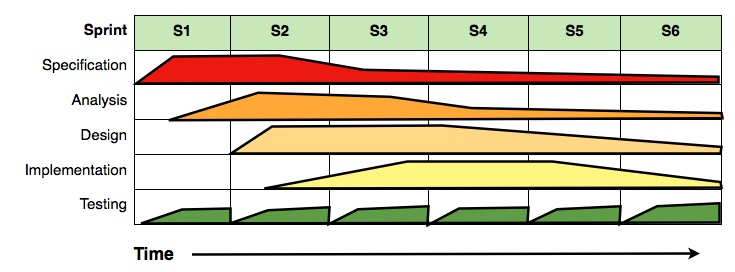 Sprint S1 S2 S3 S4 S5 S6
Specification
Analysis
Design
Implementation
Testing
Time